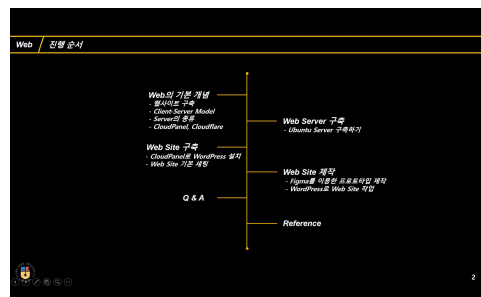 Web / 진행 순서
Web의 기본 개념
- 웹사이트 구축
- Client-Server Model
- Server의 종류
- CloudPanel, Cloudflare
Web Server 구축
- Ubuntu Server 구축하기
Web Site 구축
- CloudPanel로 WordPress 설치
- Web Site 기본 세팅
Web Site 제작
- Figma를 이용한 프로토타입 제작
- WordPress로 Web Site 작업
Q & A
Reference
2